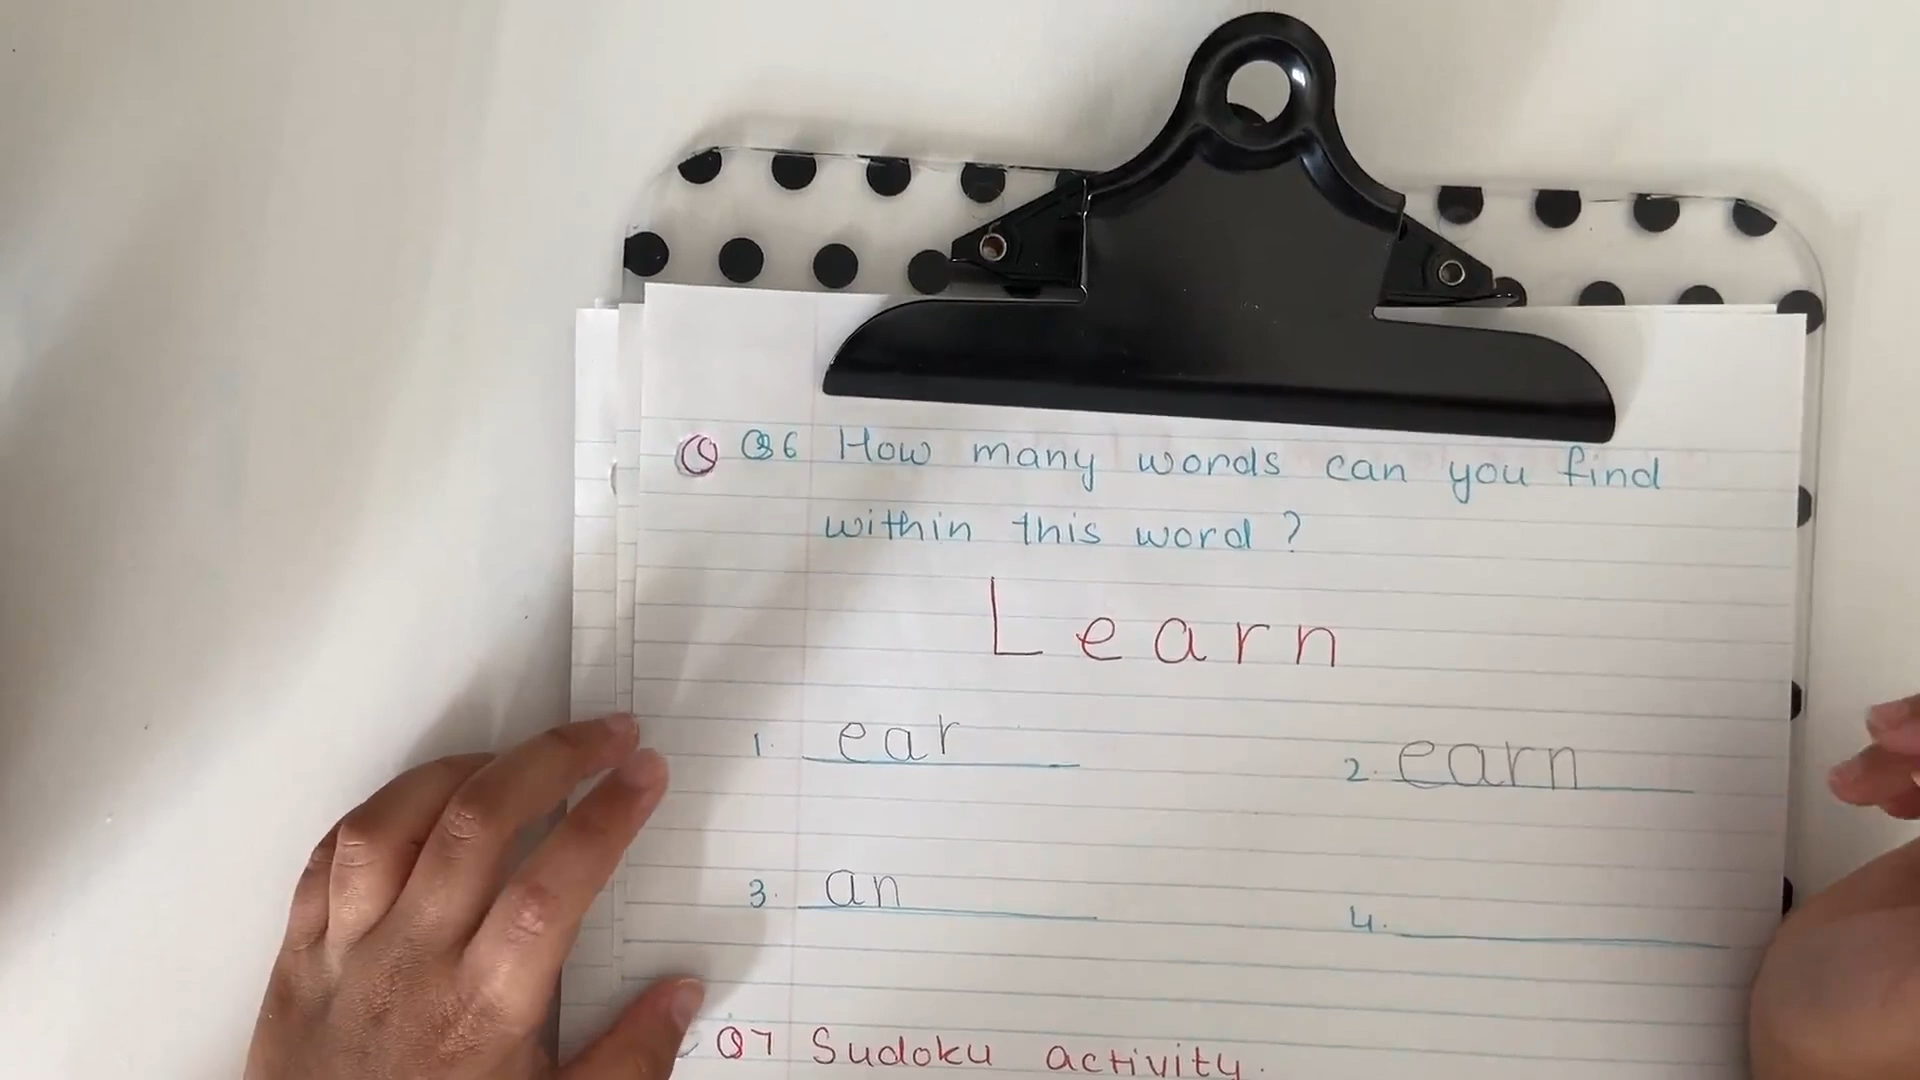 Q Q6 How many words can you find
within this word ?
Learn
1. ear 2. earn
3. an 4.
Q7 Sudoku activity.